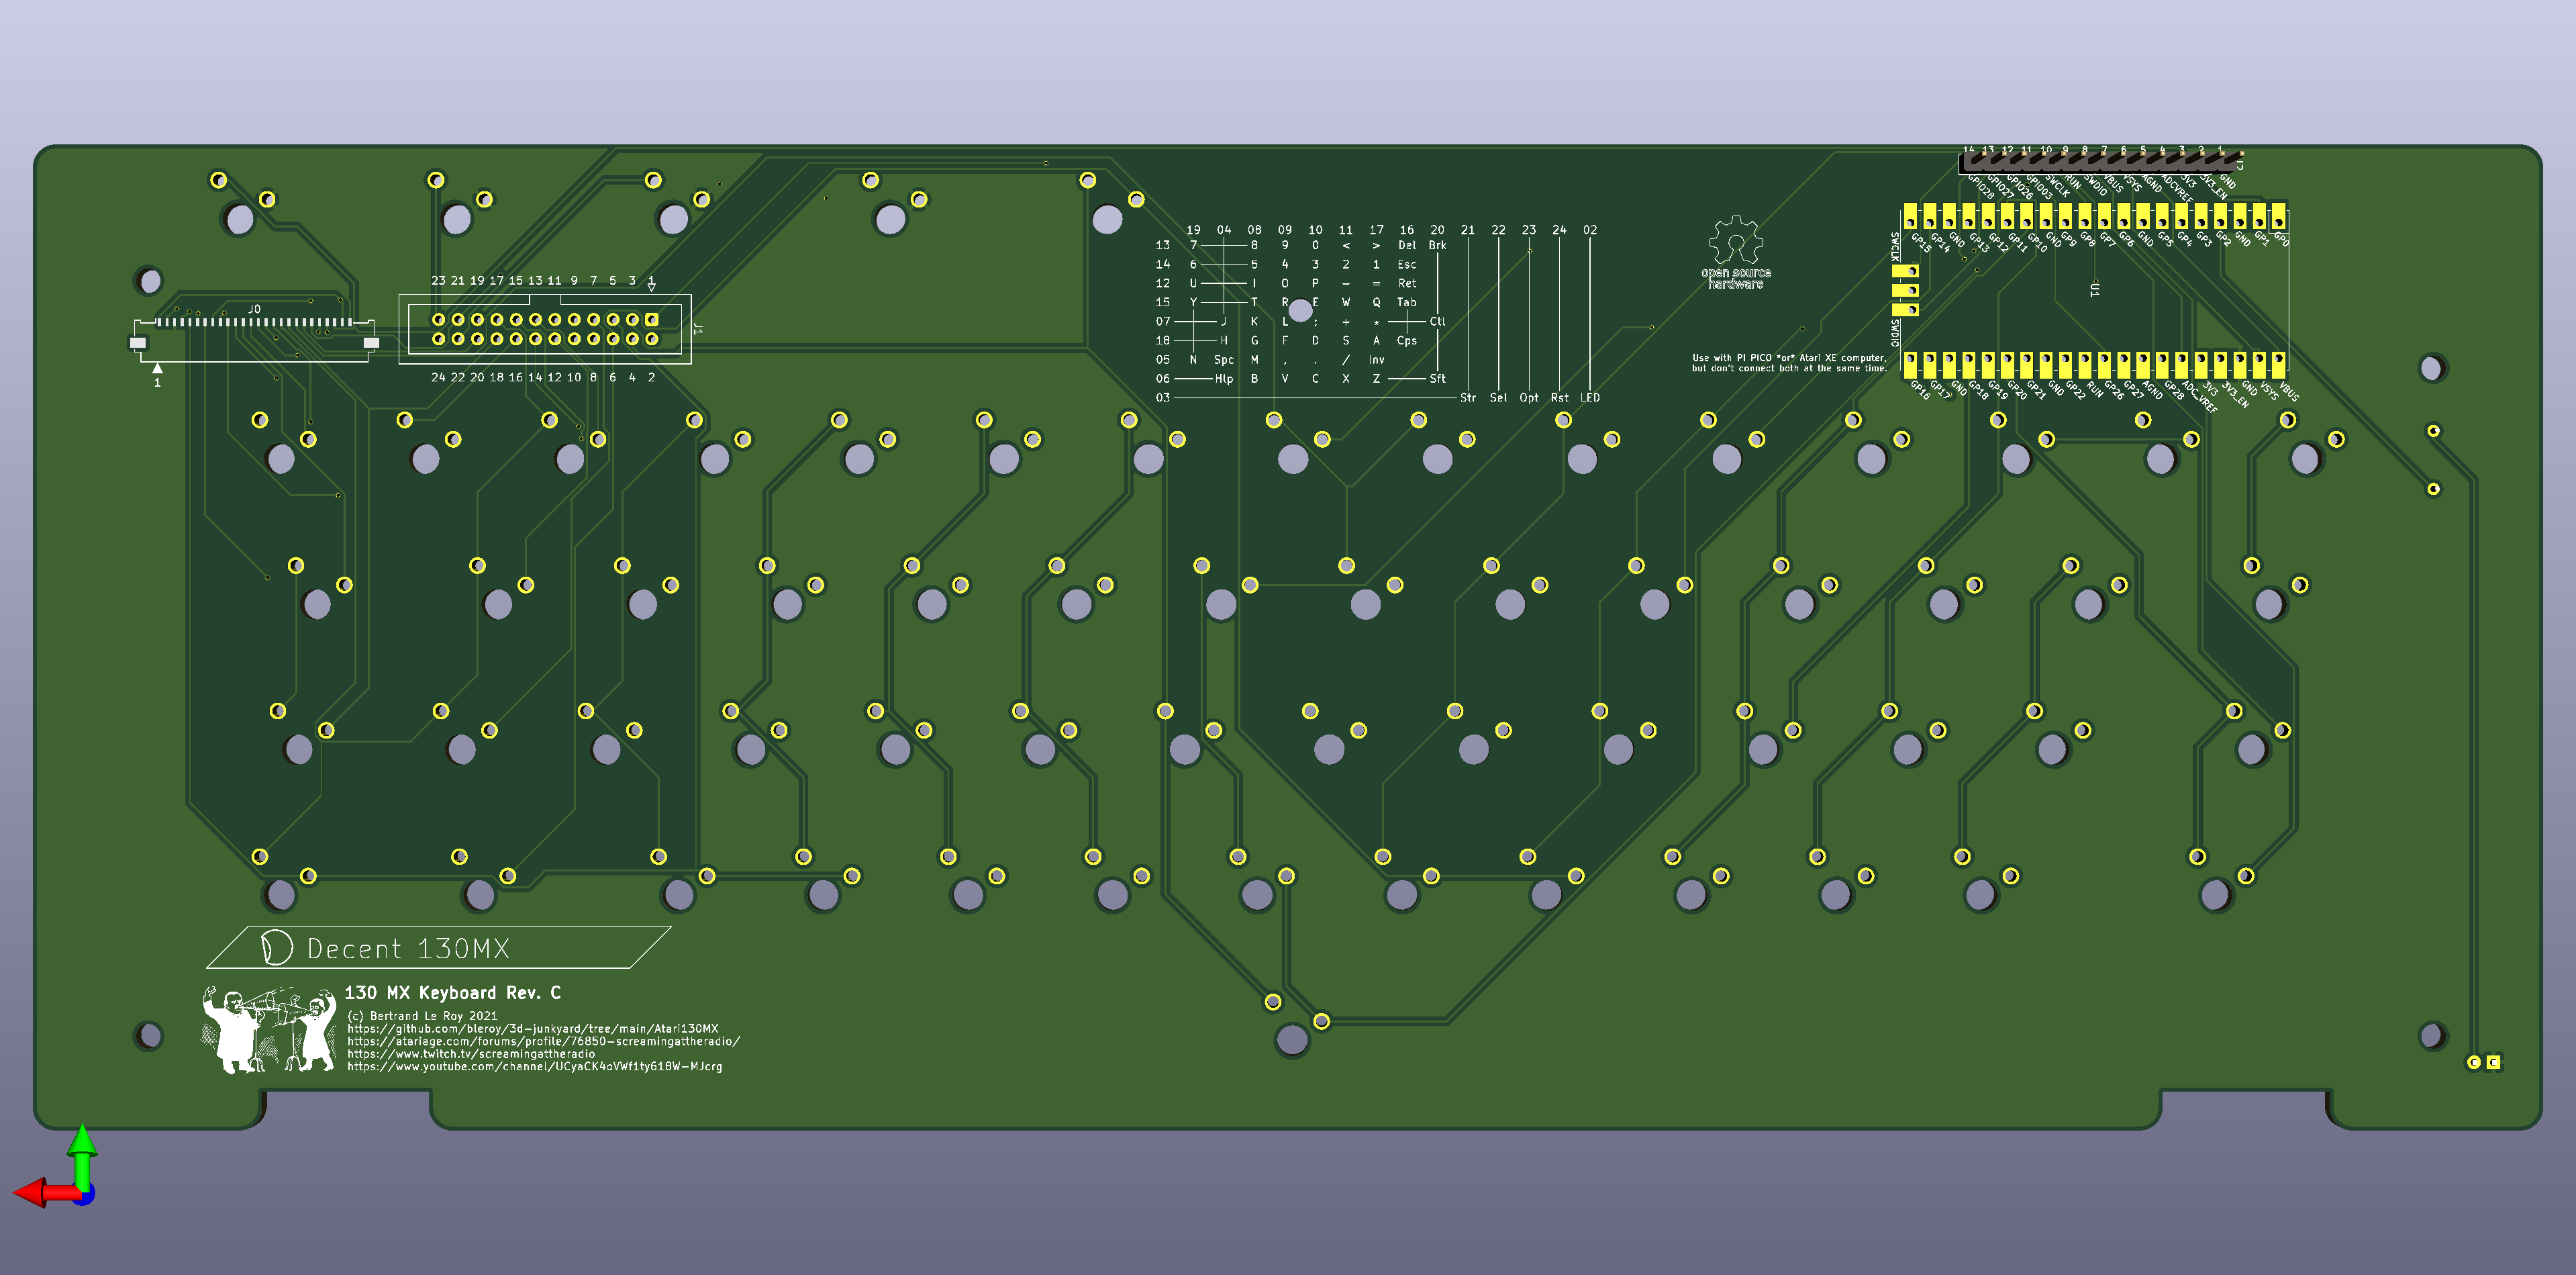 14 13 12 11 10 9 8 7 6 5 4 3 2 1
GPIO28 GPIO27 GPIO26 GPIO03 SWCLK RUN SWDIO VBUS VSYS AGND ADCVREF 3V3 3V3_EN GND
GP15 GP14 GND GP13 GP12 GP11 GP10 GND GP9 GP8 GP7 GP6 GND GP5 GP4 GP3 GP2 GND GP1 GP0
SWCLK
SWDIO
U1
open source
hardware
19 04 08 09 10 11 17 16 20 21 22 23 24 02
13 7 8 9 0 < > Del Brk
14 6 5 4 3 2 1 Esc
12 U I O P - = Ret
15 Y T R E W Q Tab
07 J K L ; + * Ctl
18 H G F D S A Cps
05 N Spc M , . / Inv
06 Hlp B V C X Z Sft
03 Str Sel Opt Rst LED
23 21 19 17 15 13 11 9 7 5 3 1
J0
J1
1
24 22 20 18 16 14 12 10 8 6 4 2
Use with PI PICO *or* Atari XE computer,
but don't connect both at the same time.
GP16 GP17 GND GP18 GP19 GP20 GP21 GND GP22 RUN GP26 GP27 AGND GP28 ADC_VREF 3V3 3V3_EN GND VSYS VBUS
Decent 130MX
130 MX Keyboard Rev. C
(c) Bertrand Le Roy 2021
https://github.com/bleroy/3d-junkyard/tree/main/Atari130MX
https://atariage.com/forums/profile/76850-screamingattheradio/
https://www.twitch.tv/screamingattheradio
https://www.youtube.com/channel/UCyaCK4oVWf1ty618W-MJcrg